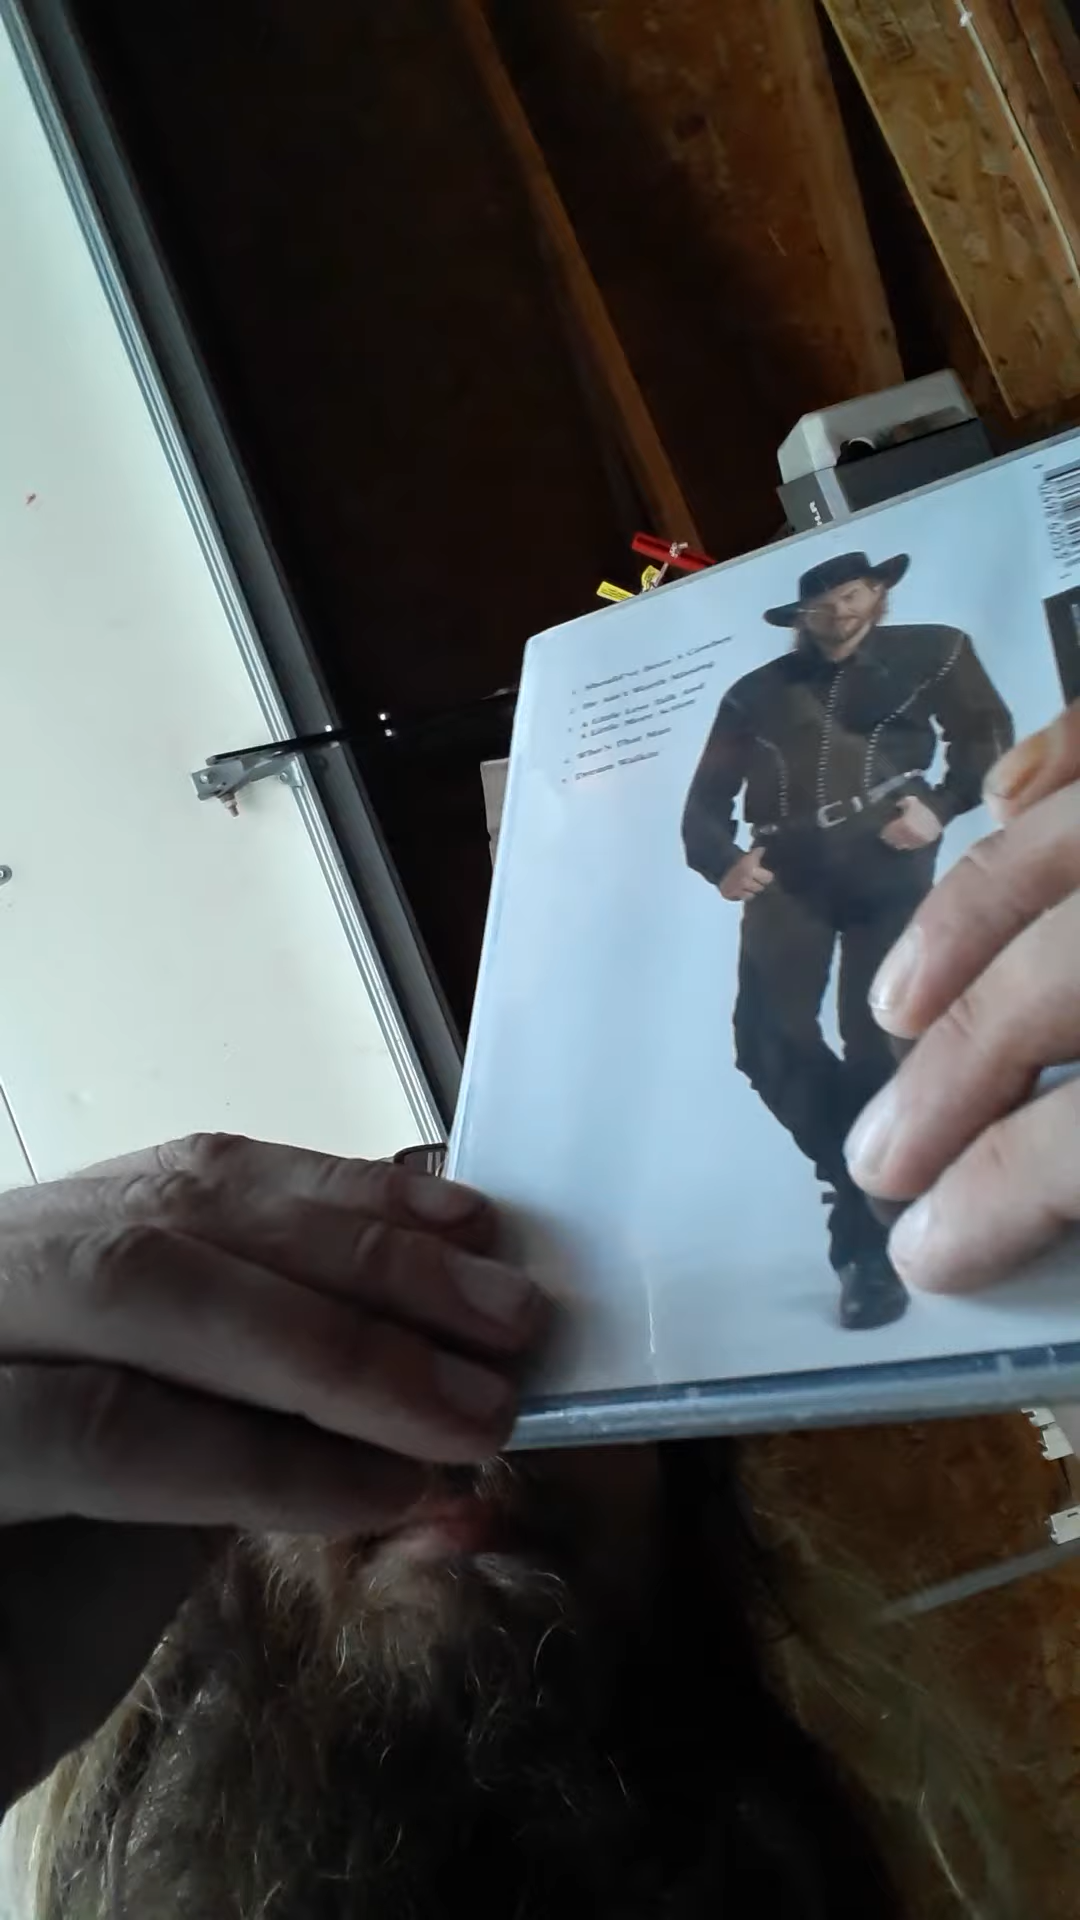 1. Should've Been A Cowboy
2. He Ain't Worth Missing
3. A Little Less Talk And
A Little More Action
4. Who's That Man
5. Dream Walkin'